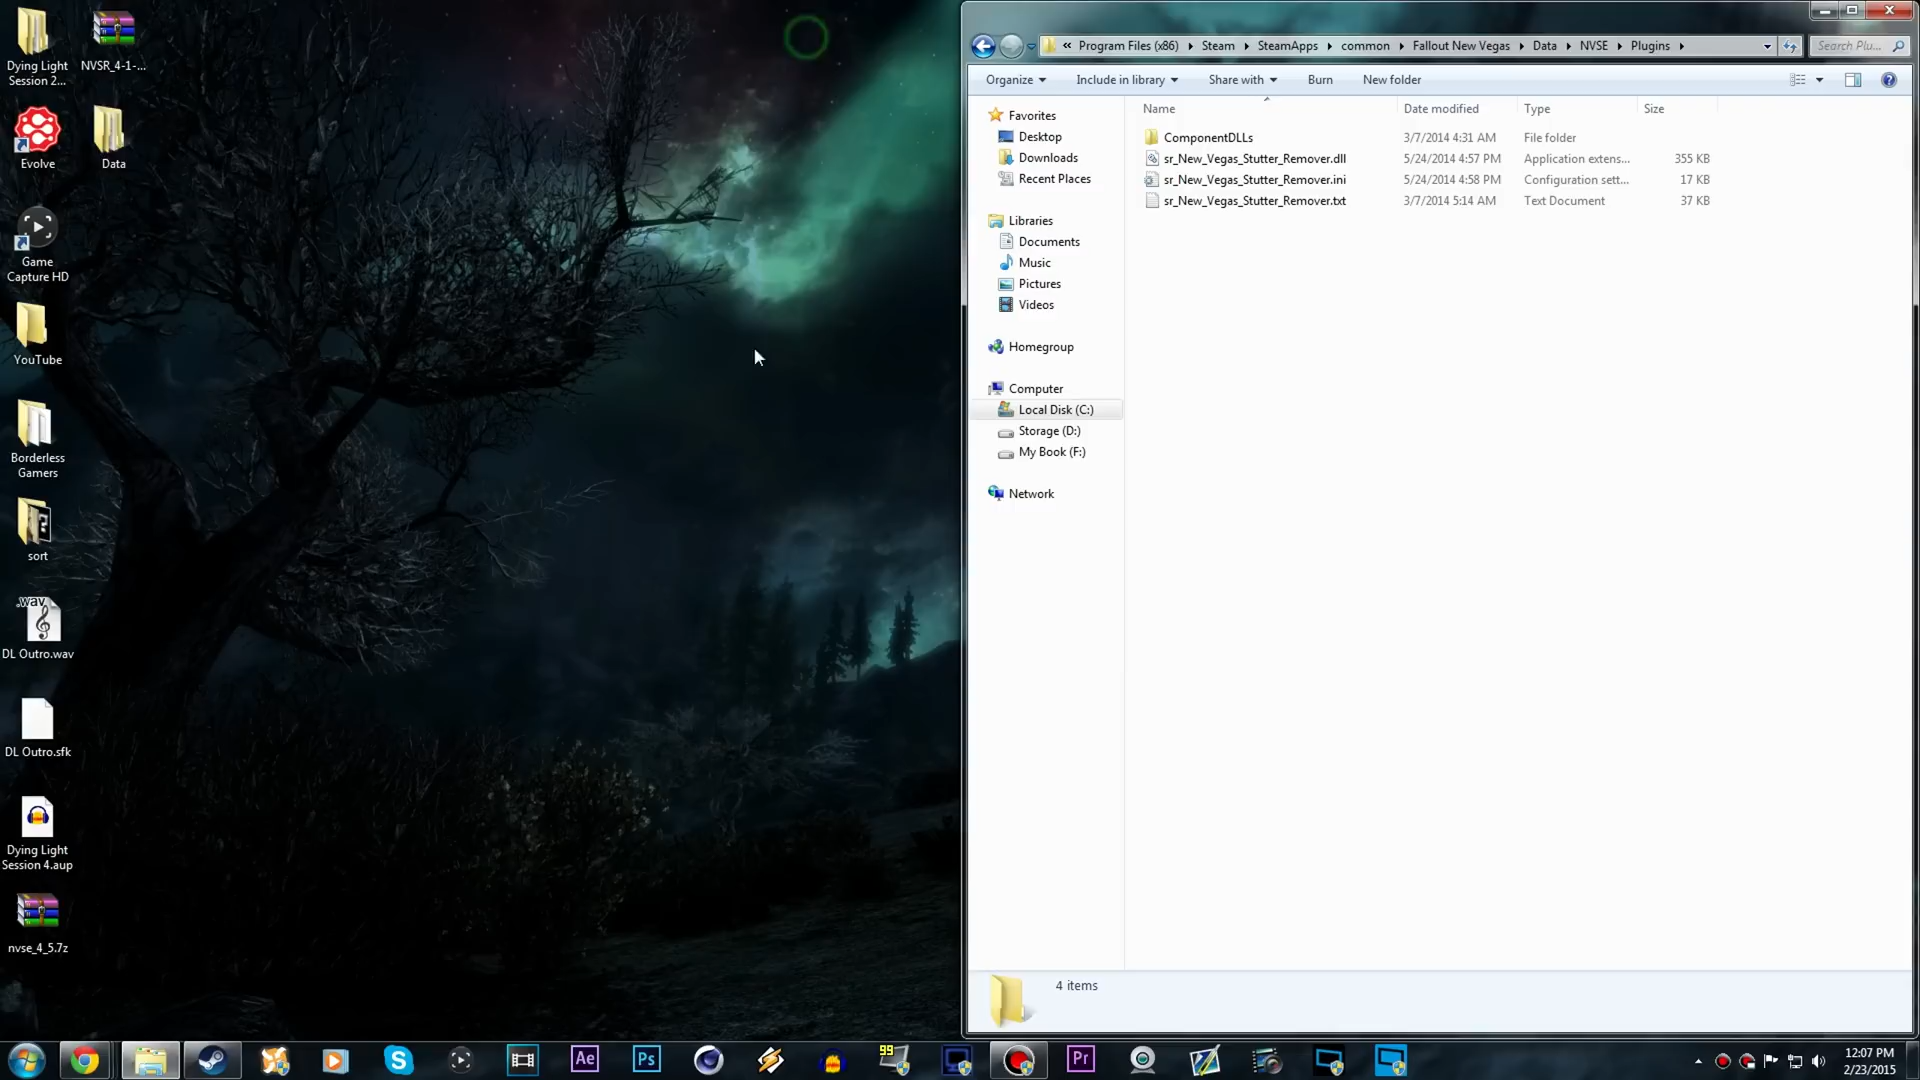 Dying Light
Session 2...
NVSR_4-1-...
Evolve
Data
Game
Capture HD
YouTube
Borderless
Gamers
sort
.wav
DL Outro.wav
DL Outro.sfk
Dying Light
Session 4.aup
nvse_4_5.7z
« Program Files (x86) Steam SteamApps common Fallout New Vegas Data NVSE Plugins
Search Plu...
Organize Include in library Share with Burn New folder
Favorites
Desktop
Downloads
Recent Places
Libraries
Documents
Music
Pictures
Videos
Homegroup
Computer
Local Disk (C:)
Storage (D:)
My Book (F:)
Network
Name Date modified Type Size
ComponentDLLs 3/7/2014 4:31 AM File folder
sr_New_Vegas_Stutter_Remover.dll 5/24/2014 4:57 PM Application extens... 355 KB
sr_New_Vegas_Stutter_Remover.ini 5/24/2014 4:58 PM Configuration sett... 17 KB
sr_New_Vegas_Stutter_Remover.txt 3/7/2014 5:14 AM Text Document 37 KB
4 items
Ae
Ps
99
Pr
12:07 PM
2/23/2015